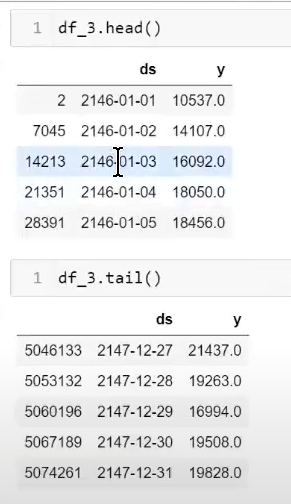 1 df_3.head()
ds y
2 2146-01-01 10537.0
7045 2146-01-02 14107.0
14213 2146-01-03 16092.0
21351 2146-01-04 18050.0
28391 2146-01-05 18456.0
1 df_3.tail()
ds y
5046133 2147-12-27 21437.0
5053132 2147-12-28 19263.0
5060196 2147-12-29 16994.0
5067189 2147-12-30 19508.0
5074261 2147-12-31 19828.0